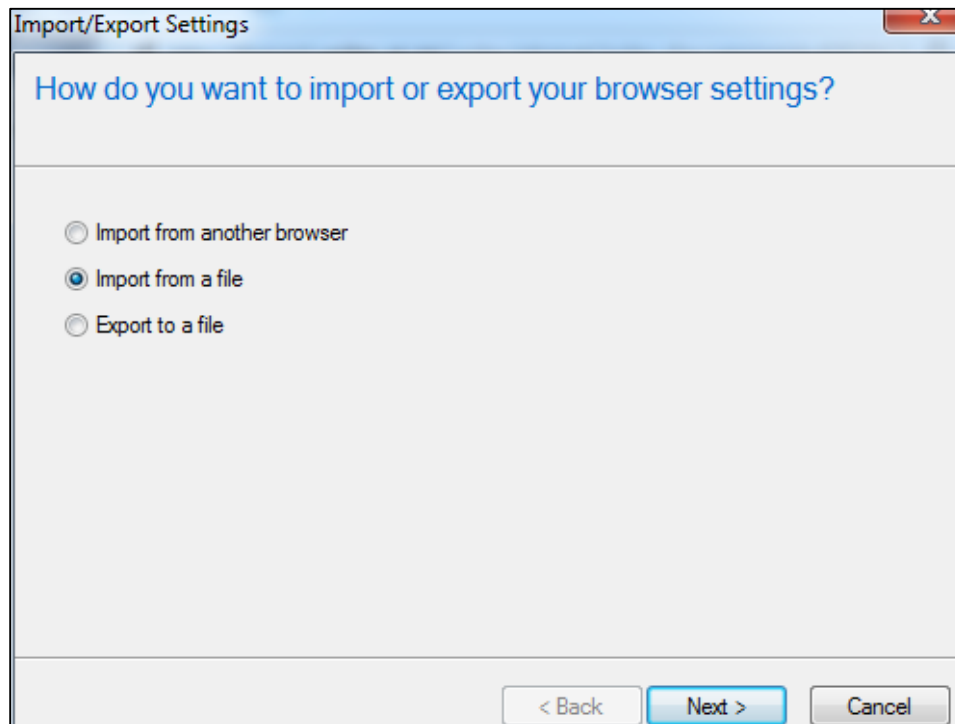 Import/Export Settings
X
How do you want to import or export your browser settings?
Import from another browser
Import from a file
Export to a file
< Back Next > Cancel